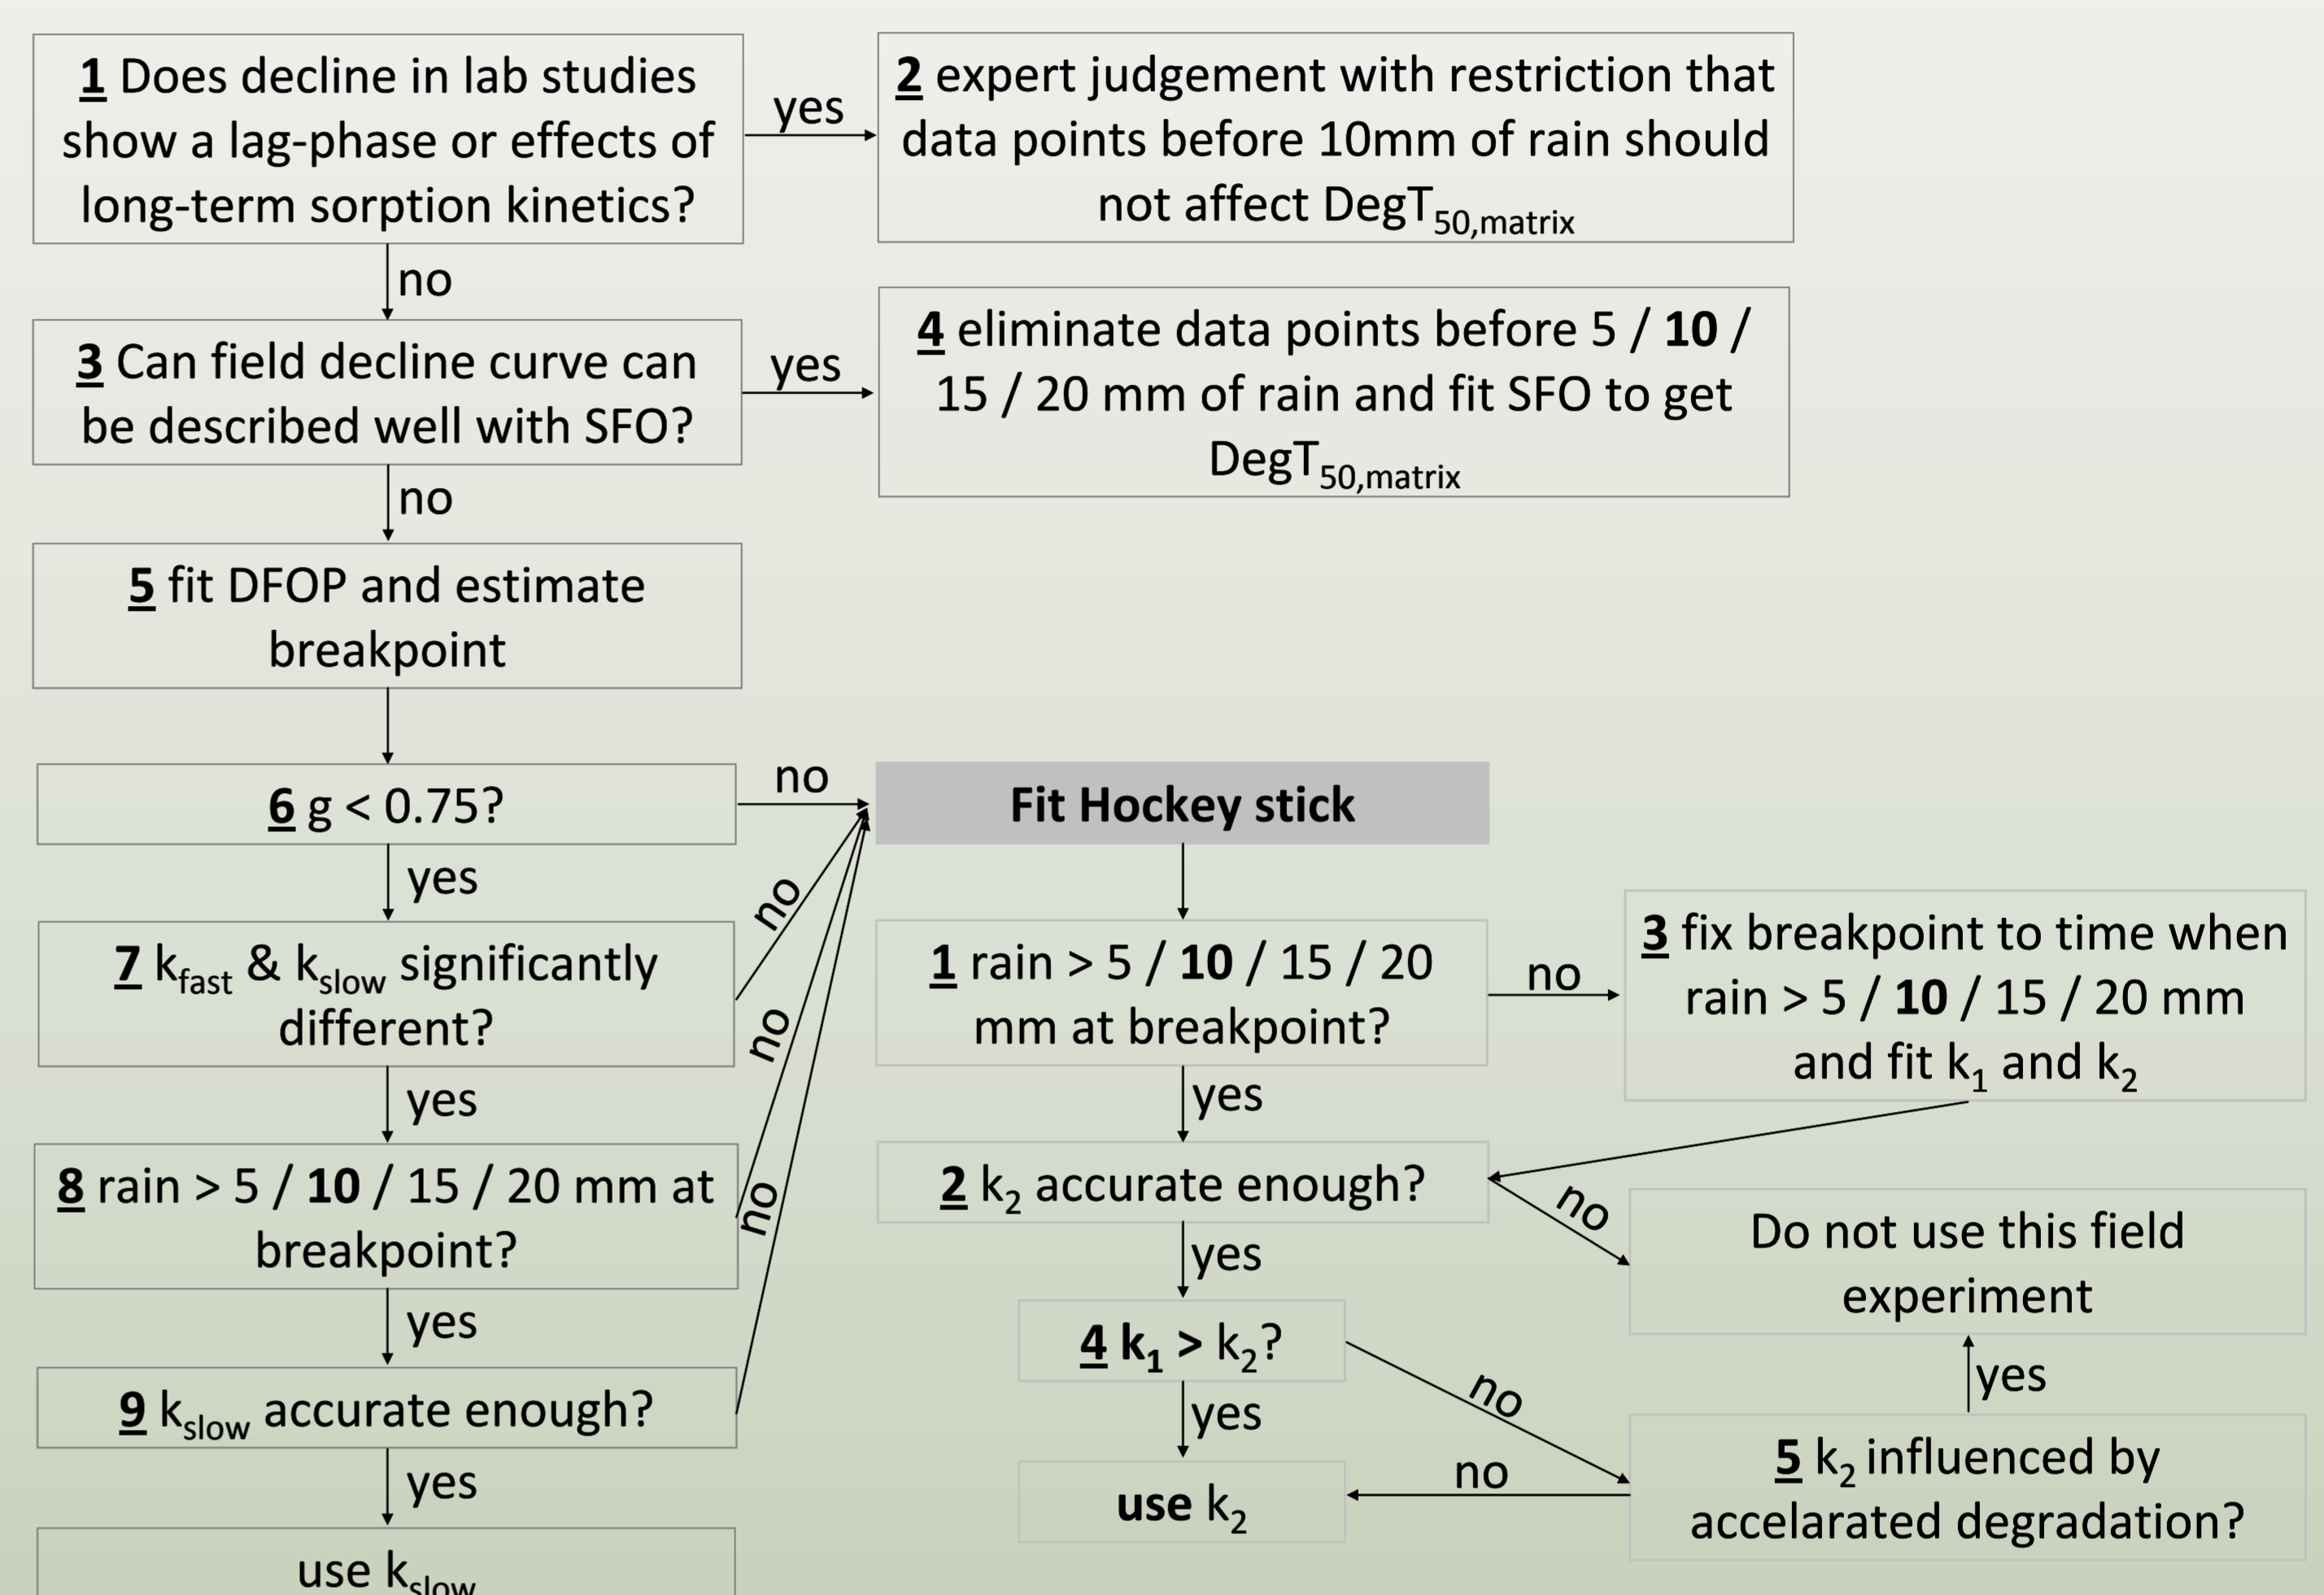 1 Does decline in lab studies
show a lag-phase or effects of
long-term sorption kinetics?
yes
2 expert judgement with restriction that
data points before 10mm of rain should
not affect DegT50,matrix
no
3 Can field decline curve can
be described well with SFO?
yes
4 eliminate data points before 5 / 10 /
15 / 20 mm of rain and fit SFO to get
DegT50,matrix
no
5 fit DFOP and estimate
breakpoint
6 g < 0.75?
no
yes
7 kfast & kslow significantly
different?
no
yes
8 rain > 5 / 10 / 15 / 20 mm at
breakpoint?
no
yes
9 kslow accurate enough?
no
yes
use kslow
Fit Hockey stick
1 rain > 5 / 10 / 15 / 20
mm at breakpoint?
no
3 fix breakpoint to time when
rain > 5 / 10 / 15 / 20 mm
and fit k1 and k2
yes
2 k2 accurate enough?
no
Do not use this field
experiment
yes
4 k1 > k2?
no
yes
yes
5 k2 influenced by
accelarated degradation?
no
use k2